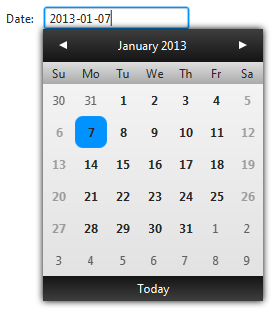 Date: 2013-01-07
◄ January 2013 ►
Su Mo Tu We Th Fr Sa
30 31 1 2 3 4 5
6 7 8 9 10 11 12
13 14 15 16 17 18 19
20 21 22 23 24 25 26
27 28 29 30 31 1 2
3 4 5 6 7 8 9
Today